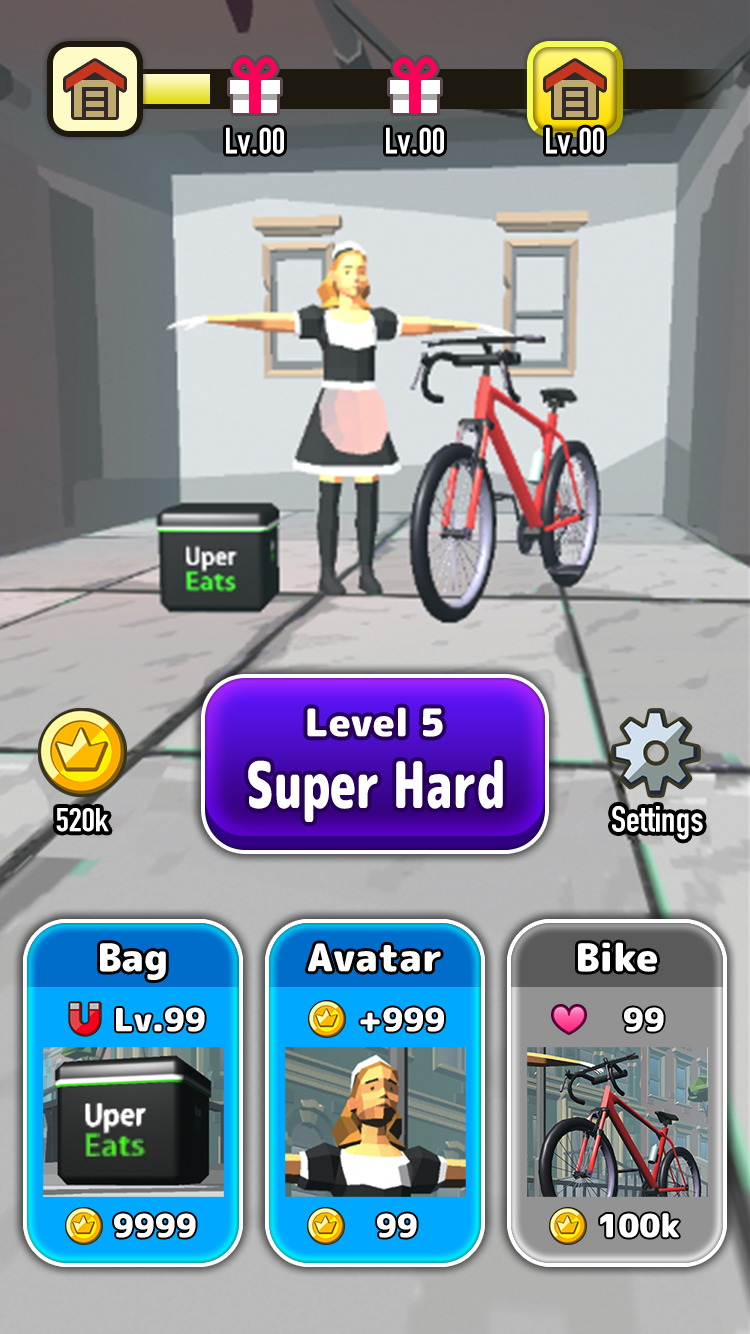 Lv.00
Lv.00
Lv.00
Uper
Eats
Level 5
Super Hard
520k
Settings
Bag
Lv.99
Uper
Eats
9999
Avatar
+999
99
Bike
99
100k